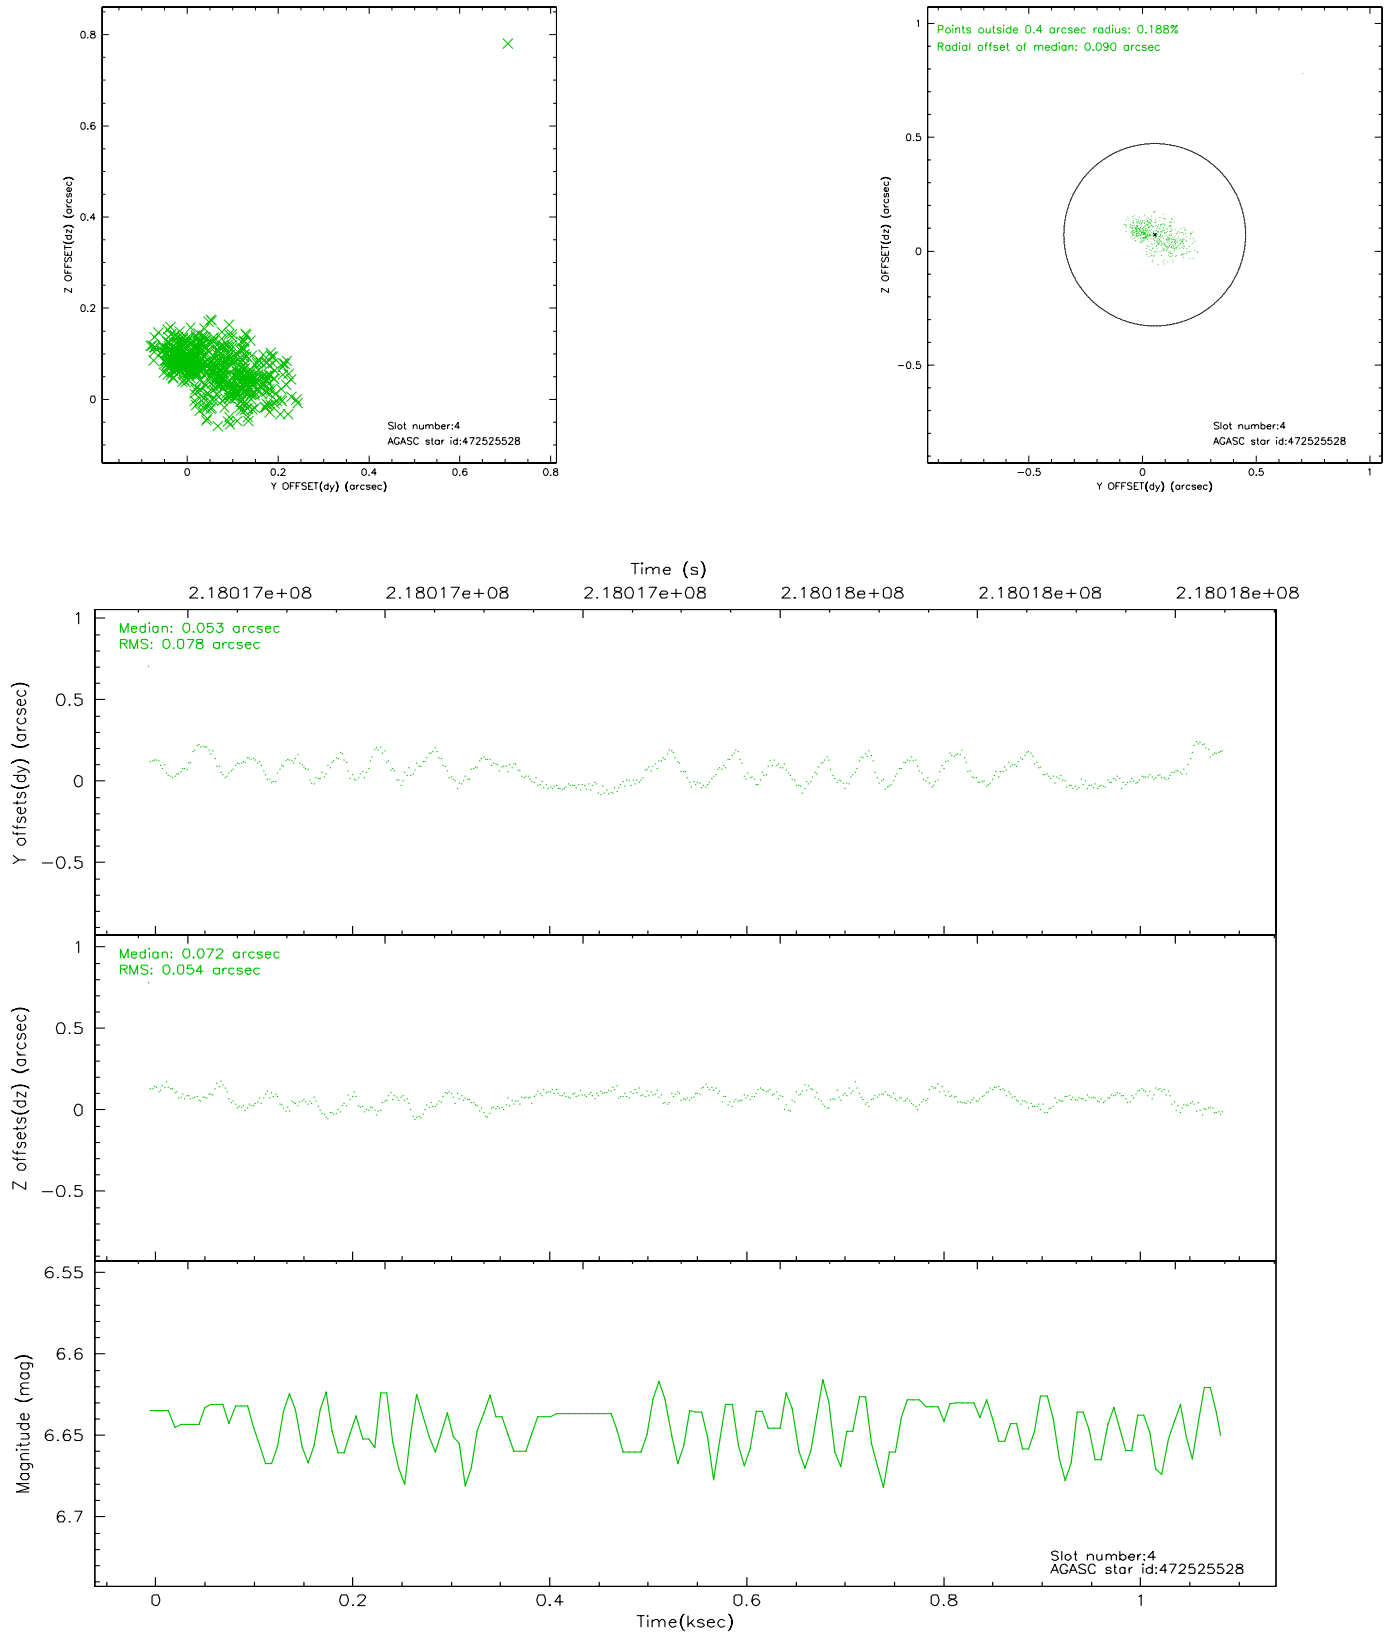 0.8
0.6
0.4
0.2
0
Z OFFSET(dz) (arcsec)
0
0.2
0.4
0.6
0.8
Y OFFSET(dy) (arcsec)
Slot number:4
AGASC star id:472525528
Points outside 0.4 arcsec radius: 0.188%
Radial offset of median: 0.090 arcsec
1
0.5
0
−0.5
Z OFFSET(dz) (arcsec)
−0.5
0
0.5
1
Y OFFSET(dy) (arcsec)
Slot number:4
AGASC star id:472525528
Time (s)
2.18017e+08 2.18017e+08 2.18017e+08 2.18018e+08 2.18018e+08 2.18018e+08
Median: 0.053 arcsec
RMS: 0.078 arcsec
1
0.5
0
−0.5
Y offsets(dy) (arcsec)
Median: 0.072 arcsec
RMS: 0.054 arcsec
1
0.5
0
−0.5
Z offsets(dz) (arcsec)
6.55
6.6
6.65
6.7
Magnitude (mag)
Slot number:4
AGASC star id:472525528
0 0.2 0.4 0.6 0.8 1
Time(ksec)